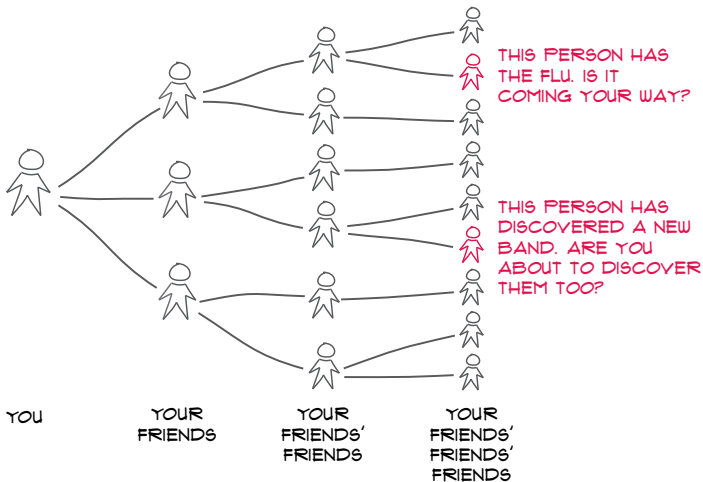 THIS PERSON HAS
THE FLU. IS IT
COMING YOUR WAY?
THIS PERSON HAS
DISCOVERED A NEW
BAND. ARE YOU
ABOUT TO DISCOVER
THEM TOO?
YOU
YOUR
FRIENDS
YOUR
FRIENDS'
FRIENDS
YOUR
FRIENDS'
FRIENDS'
FRIENDS